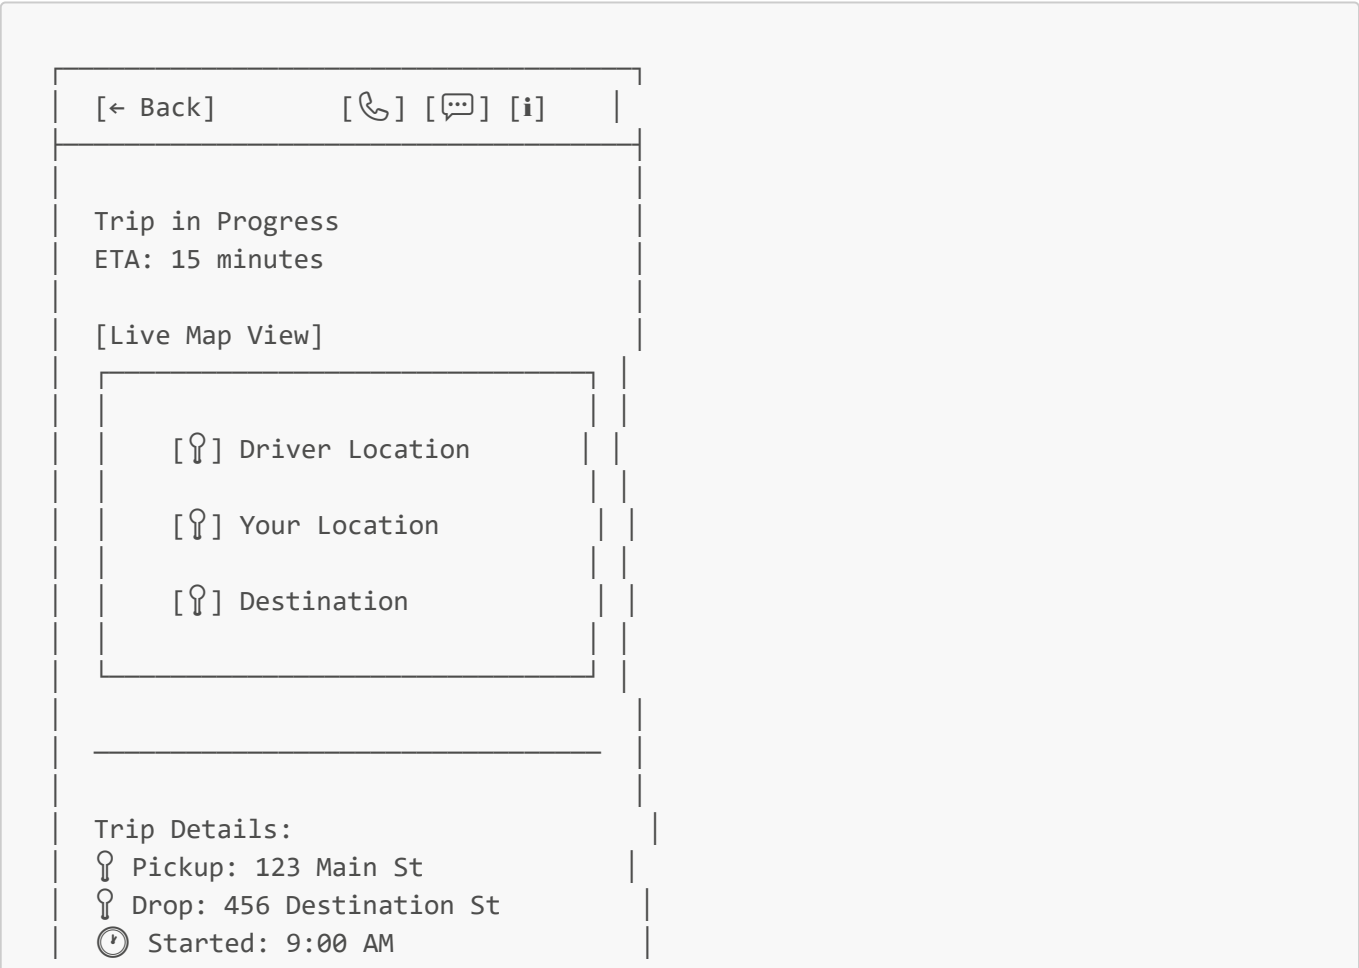 [← Back] [📞] [💬] [ℹ]
Trip in Progress
ETA: 15 minutes
[Live Map View]
[📍] Driver Location
[📍] Your Location
[📍] Destination
Trip Details:
📍 Pickup: 123 Main St
📍 Drop: 456 Destination St
🕐 Started: 9:00 AM